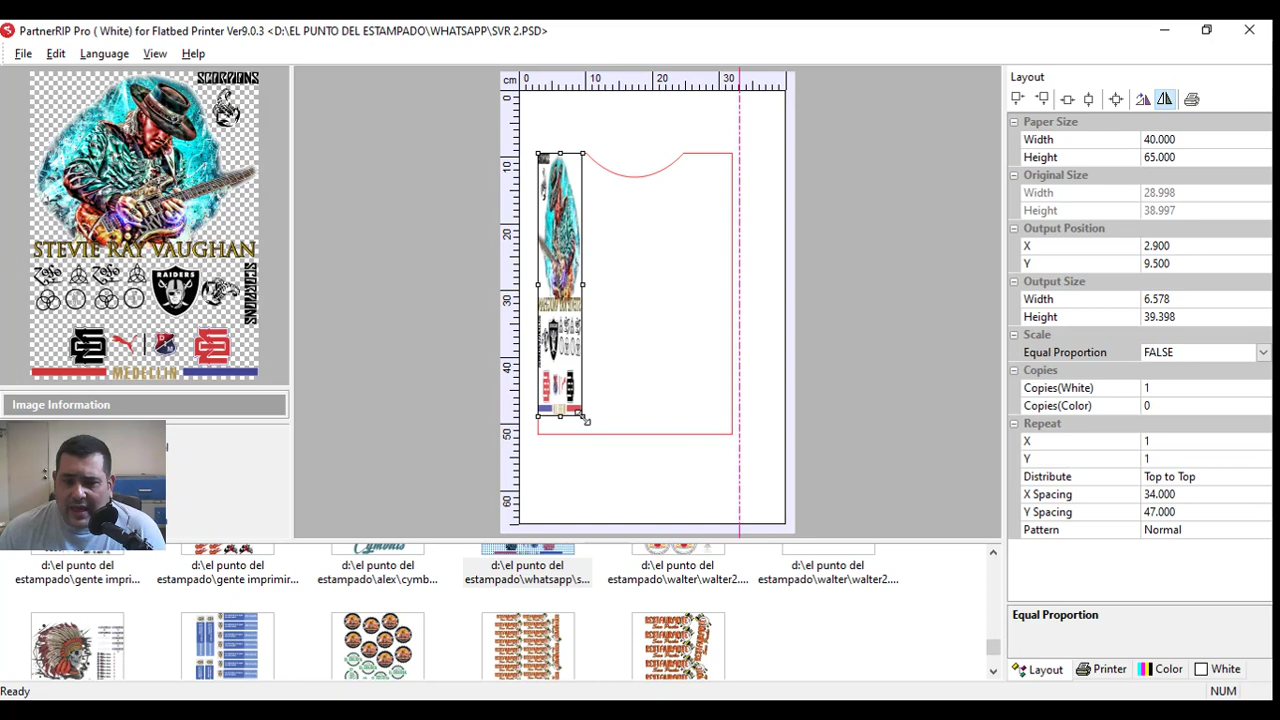 PartnerRIP Pro ( White) for Flatbed Printer Ver9.0.3 <D:\EL PUNTO DEL ESTAMPADO\WHATSAPP\SVR 2.PSD>
File Edit Language View Help
SCORPIONS
STEVIE RAY VAUGHAN
RAIDERS
SCORPIONS
MEDELLIN
Image Information
cm 0 10 20 30
0
10
20
30
40
50
60
Layout
Paper Size
Width 40.000
Height 65.000
Original Size
Width 28.998
Height 38.997
Output Position
X 2.900
Y 9.500
Output Size
Width 6.578
Height 39.398
Scale
Equal Proportion FALSE
Copies
Copies(White) 1
Copies(Color) 0
Repeat
X 1
Y 1
Distribute Top to Top
X Spacing 34.000
Y Spacing 47.000
Pattern Normal
Equal Proportion
Layout Printer Color White
d:\el punto del estampado\gente impri...
d:\el punto del estampado\gente imprimir...
d:\el punto del estampado\alex\cymb...
d:\el punto del estampado\whatsapp\s...
d:\el punto del estampado\walter\walter2....
d:\el punto del estampado\walter\walter2....
Ready
NUM